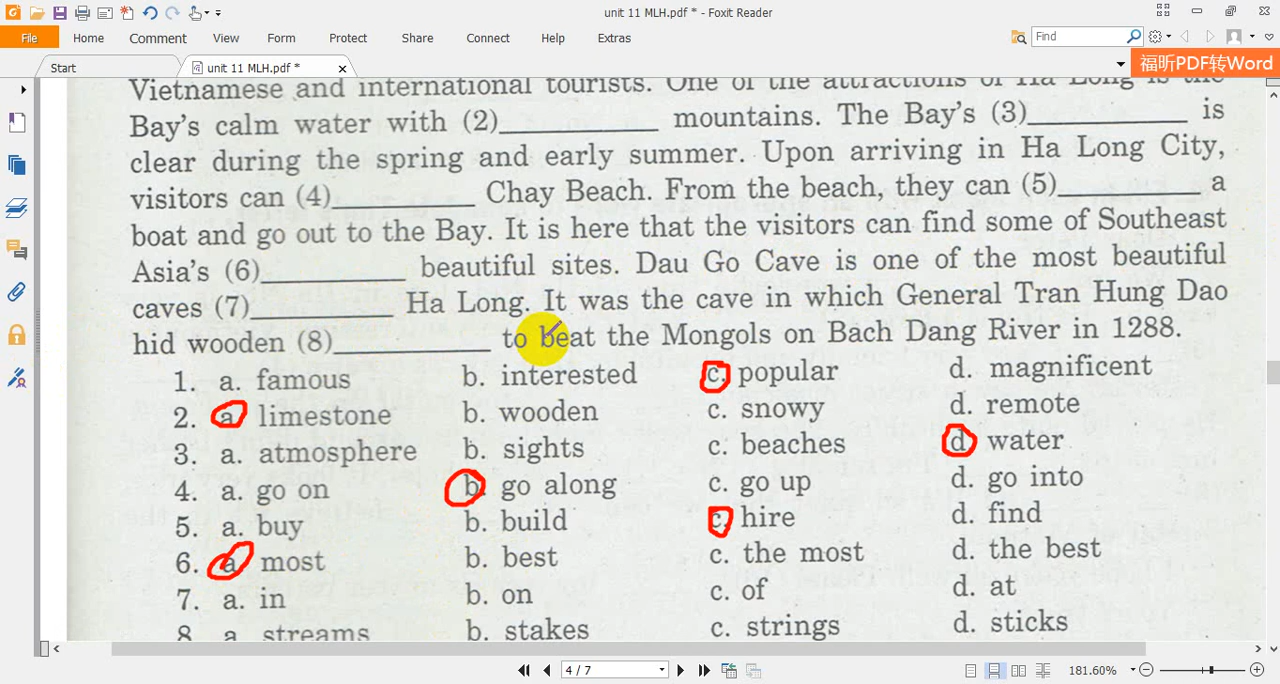 unit 11 MLH.pdf * - Foxit Reader
File Home Comment View Form Protect Share Connect Help Extras Find
福昕PDF转Word
Start unit 11 MLH.pdf *
Vietnamese and international tourists. One of the attractions of Ha Long is the
Bay's calm water with (2)____________ mountains. The Bay's (3)____________ is
clear during the spring and early summer. Upon arriving in Ha Long City,
visitors can (4)____________ Chay Beach. From the beach, they can (5)____________ a
boat and go out to the Bay. It is here that the visitors can find some of Southeast
Asia's (6)____________ beautiful sites. Dau Go Cave is one of the most beautiful
caves (7)____________ Ha Long. It was the cave in which General Tran Hung Dao
hid wooden (8)____________ to beat the Mongols on Bach Dang River in 1288.
1. a. famous b. interested c. popular d. magnificent
2. a. limestone b. wooden c. snowy d. remote
3. a. atmosphere b. sights c. beaches d. water
4. a. go on b. go along c. go up d. go into
5. a. buy b. build c. hire d. find
6. a. most b. best c. the most d. the best
7. a. in b. on c. of d. at
8. a. streams b. stakes c. strings d. sticks
4 / 7 181.60%